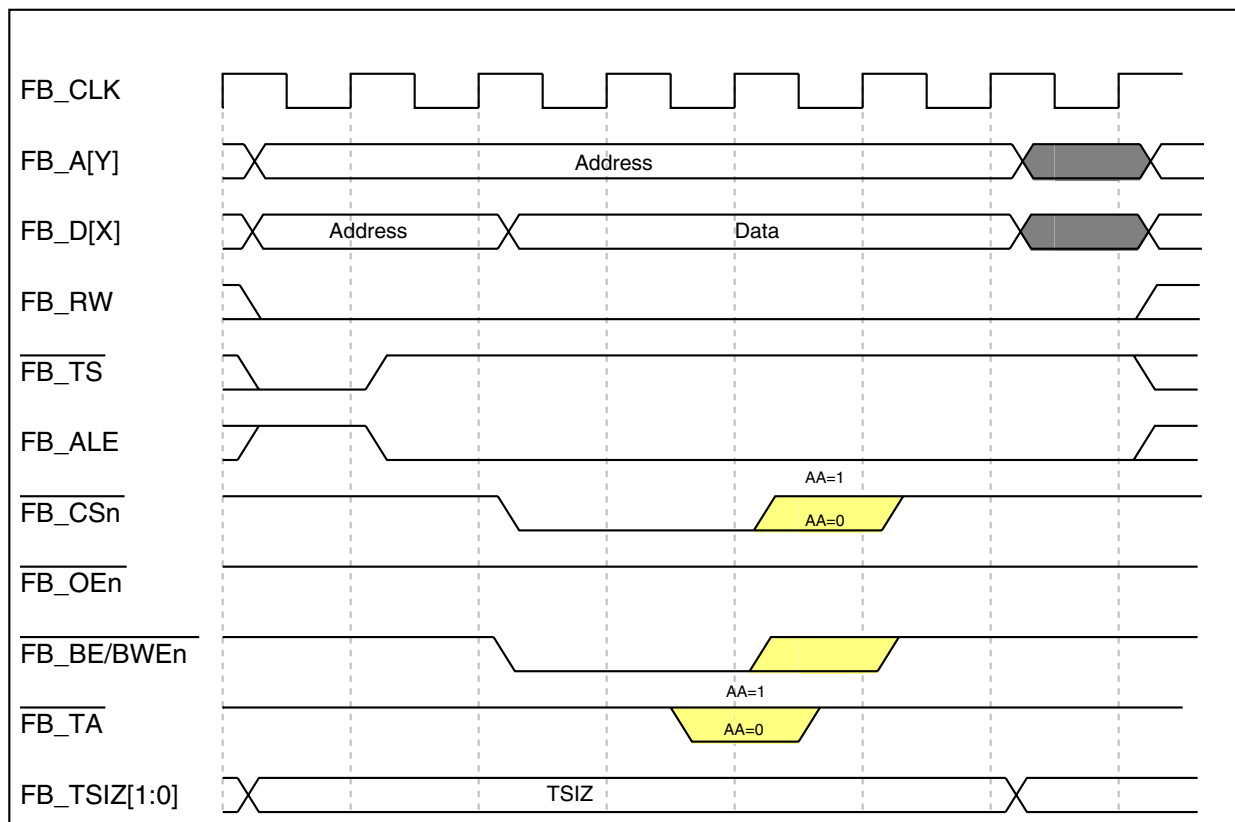 FB_CLK
FB_A[Y]
Address
FB_D[X]
Address
Data
FB_RW
FB_TS
FB_ALE
AA=1
FB_CSn
AA=0
FB_OEn
FB_BE/BWEn
AA=1
FB_TA
AA=0
FB_TSIZ[1:0]
TSIZ